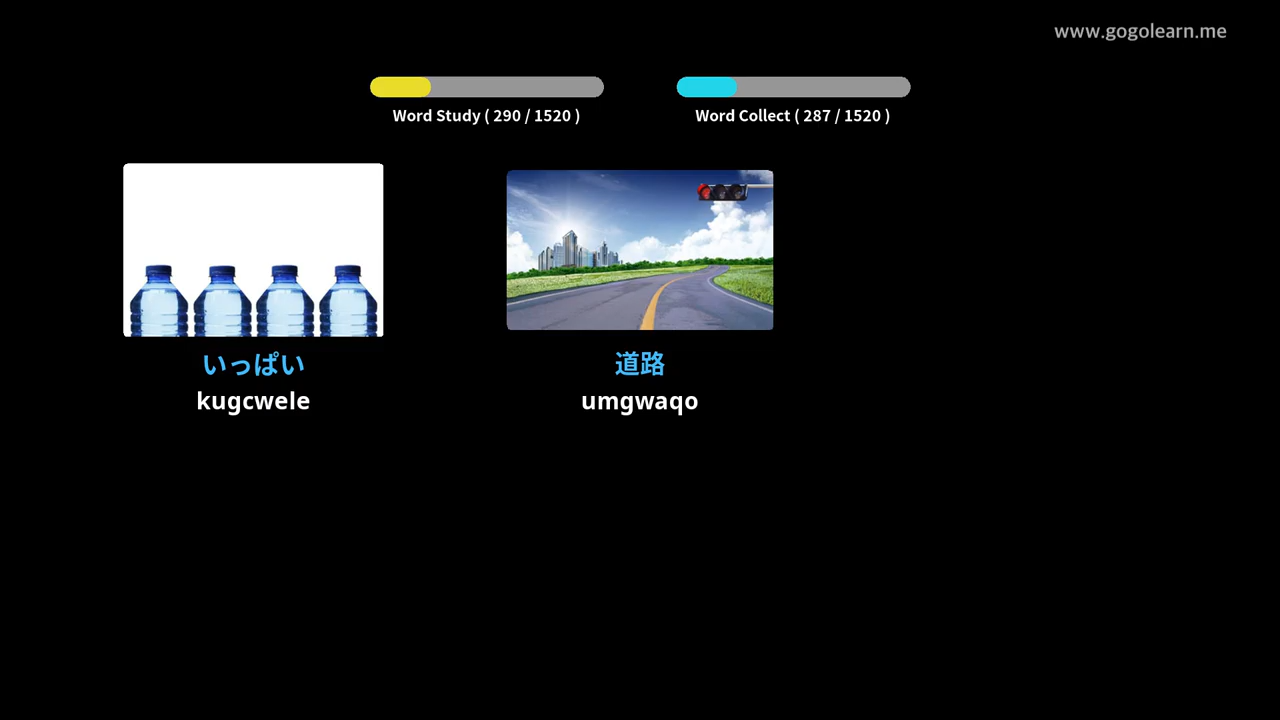 www.gogolearn.me
Word Study ( 290 / 1520 )
Word Collect ( 287 / 1520 )
いっぱい
kugcwele
道路
umgwaqo